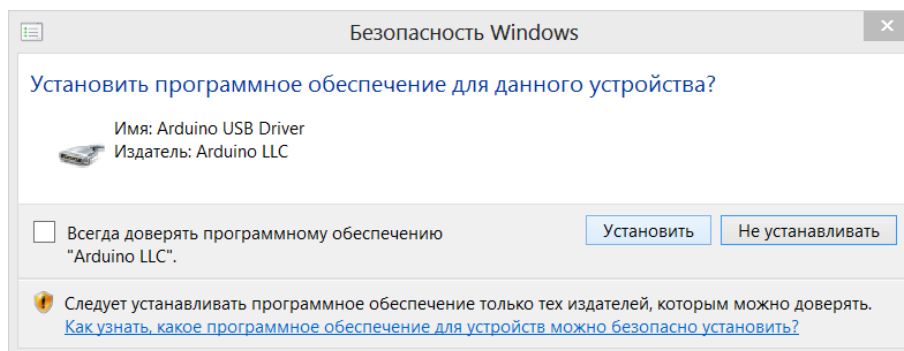 Безопасность Windows
Установить программное обеспечение для данного устройства?
Имя: Arduino USB Driver
Издатель: Arduino LLC
Всегда доверять программному обеспечению
"Arduino LLC".
Установить
Не устанавливать
Следует устанавливать программное обеспечение только тех издателей, которым можно доверять.
Как узнать, какое программное обеспечение для устройств можно безопасно установить?